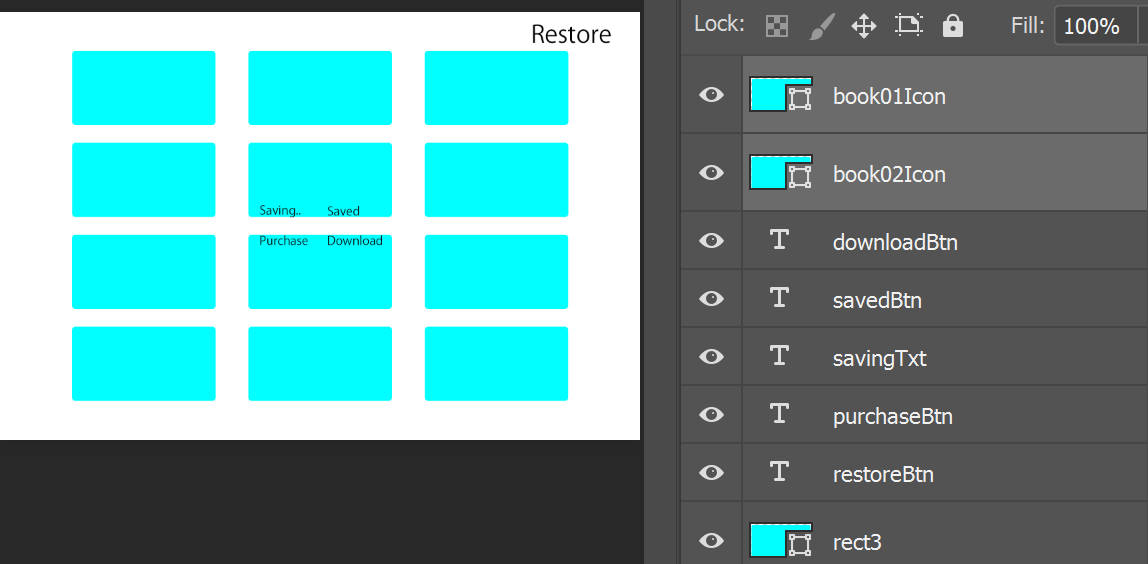 Restore
Saving..
Saved
Purchase
Download
Lock:
Fill: 100%
book01Icon
book02Icon
T downloadBtn
T savedBtn
T savingTxt
T purchaseBtn
T restoreBtn
rect3